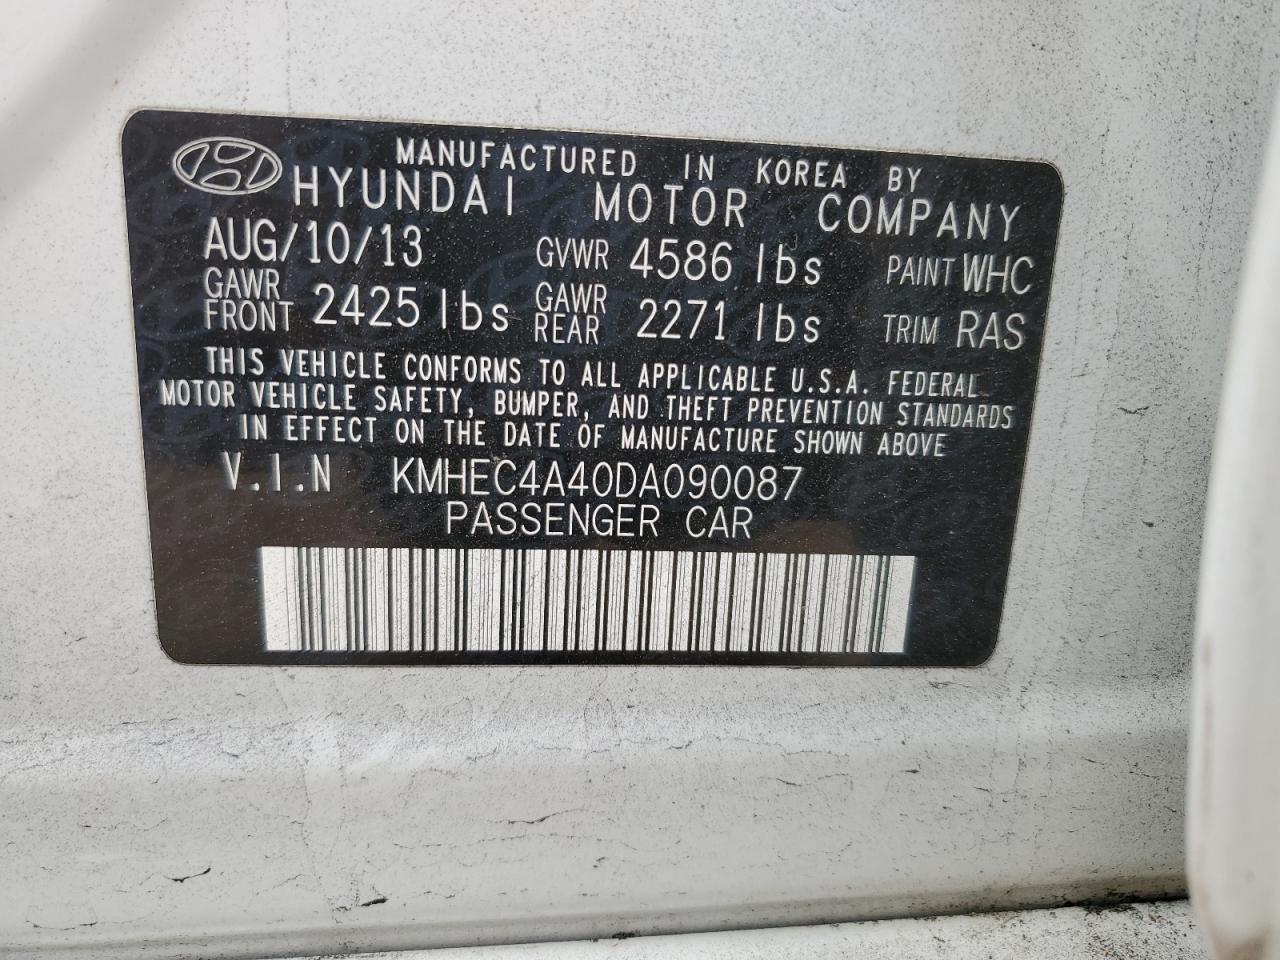 MANUFACTURED IN KOREA BY
HYUNDAI MOTOR COMPANY
AUG/10/13 GVWR 4586 lbs PAINT WHC
GAWR FRONT 2425 lbs GAWR REAR 2271 lbs TRIM RAS
THIS VEHICLE CONFORMS TO ALL APPLICABLE U.S.A. FEDERAL
MOTOR VEHICLE SAFETY, BUMPER, AND THEFT PREVENTION STANDARDS
IN EFFECT ON THE DATE OF MANUFACTURE SHOWN ABOVE
V.I.N KMHEC4A40DA090087
PASSENGER CAR